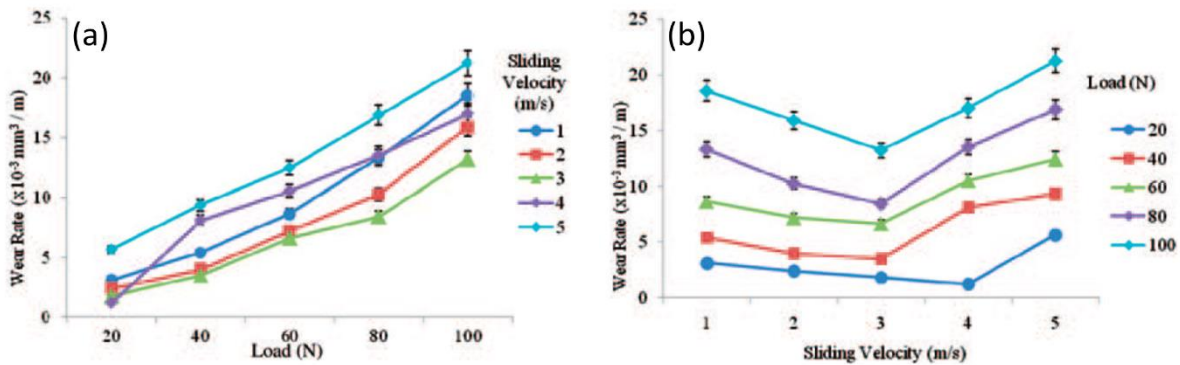 (a)
25
20
15
10
5
0
Wear Rate (x10⁻³ mm³ / m)
20 40 60 80 100
Load (N)
Sliding
Velocity
(m/s)
1
2
3
4
5
(b)
25
20
15
10
5
0
Wear Rate (x10⁻³ mm³ / m)
1 2 3 4 5
Sliding Velocity (m/s)
Load (N)
20
40
60
80
100